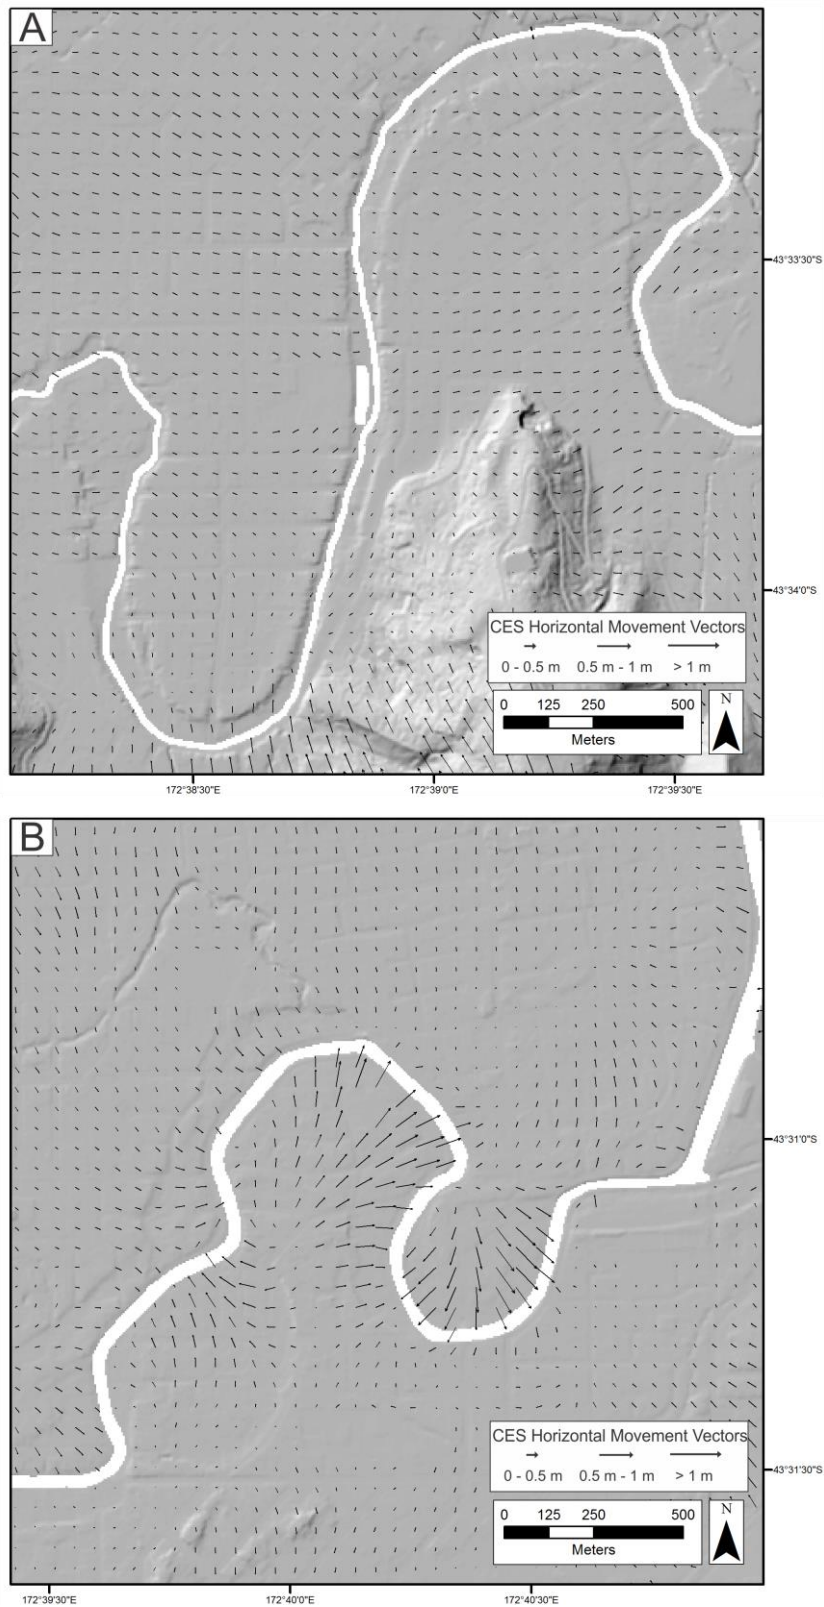 A
43°33'30"S
43°34'0"S
CES Horizontal Movement Vectors
0 - 0.5 m 0.5 m - 1 m > 1 m
0 125 250 500
Meters
N
172°38'30"E 172°39'0"E 172°39'30"E
B
43°31'0"S
CES Horizontal Movement Vectors
0 - 0.5 m 0.5 m - 1 m > 1 m
43°31'30"S
0 125 250 500
Meters
N
172°39'30"E 172°40'0"E 172°40'30"E